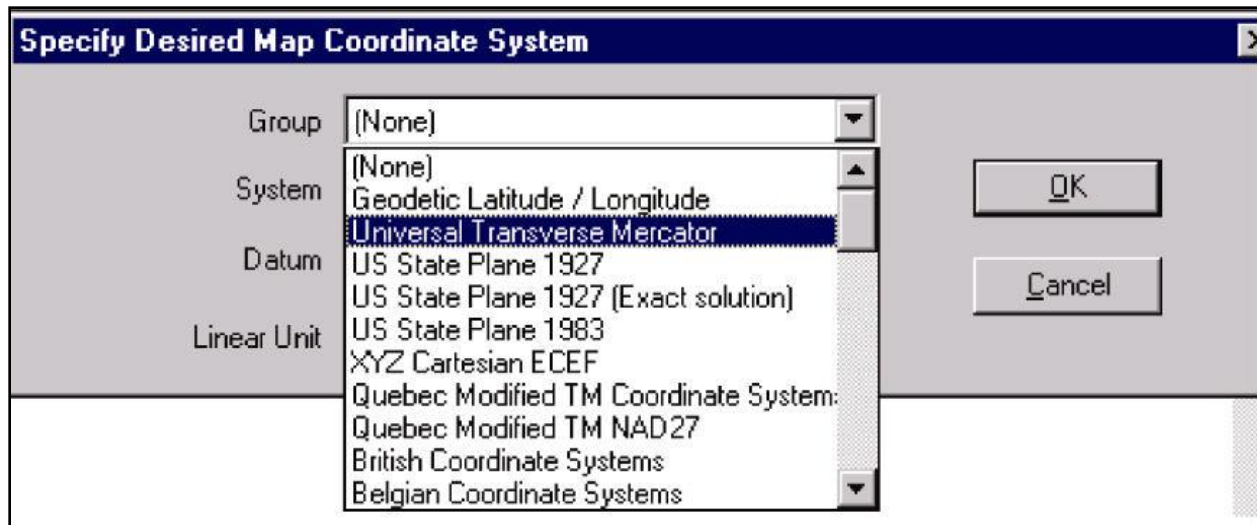 Specify Desired Map Coordinate System
Group (None)
(None)
System
Geodetic Latitude / Longitude
OK
Universal Transverse Mercator
Datum
US State Plane 1927
US State Plane 1927 (Exact solution)
Cancel
Linear Unit
US State Plane 1983
XYZ Cartesian ECEF
Quebec Modified TM Coordinate System
Quebec Modified TM NAD27
British Coordinate Systems
Belgian Coordinate Systems